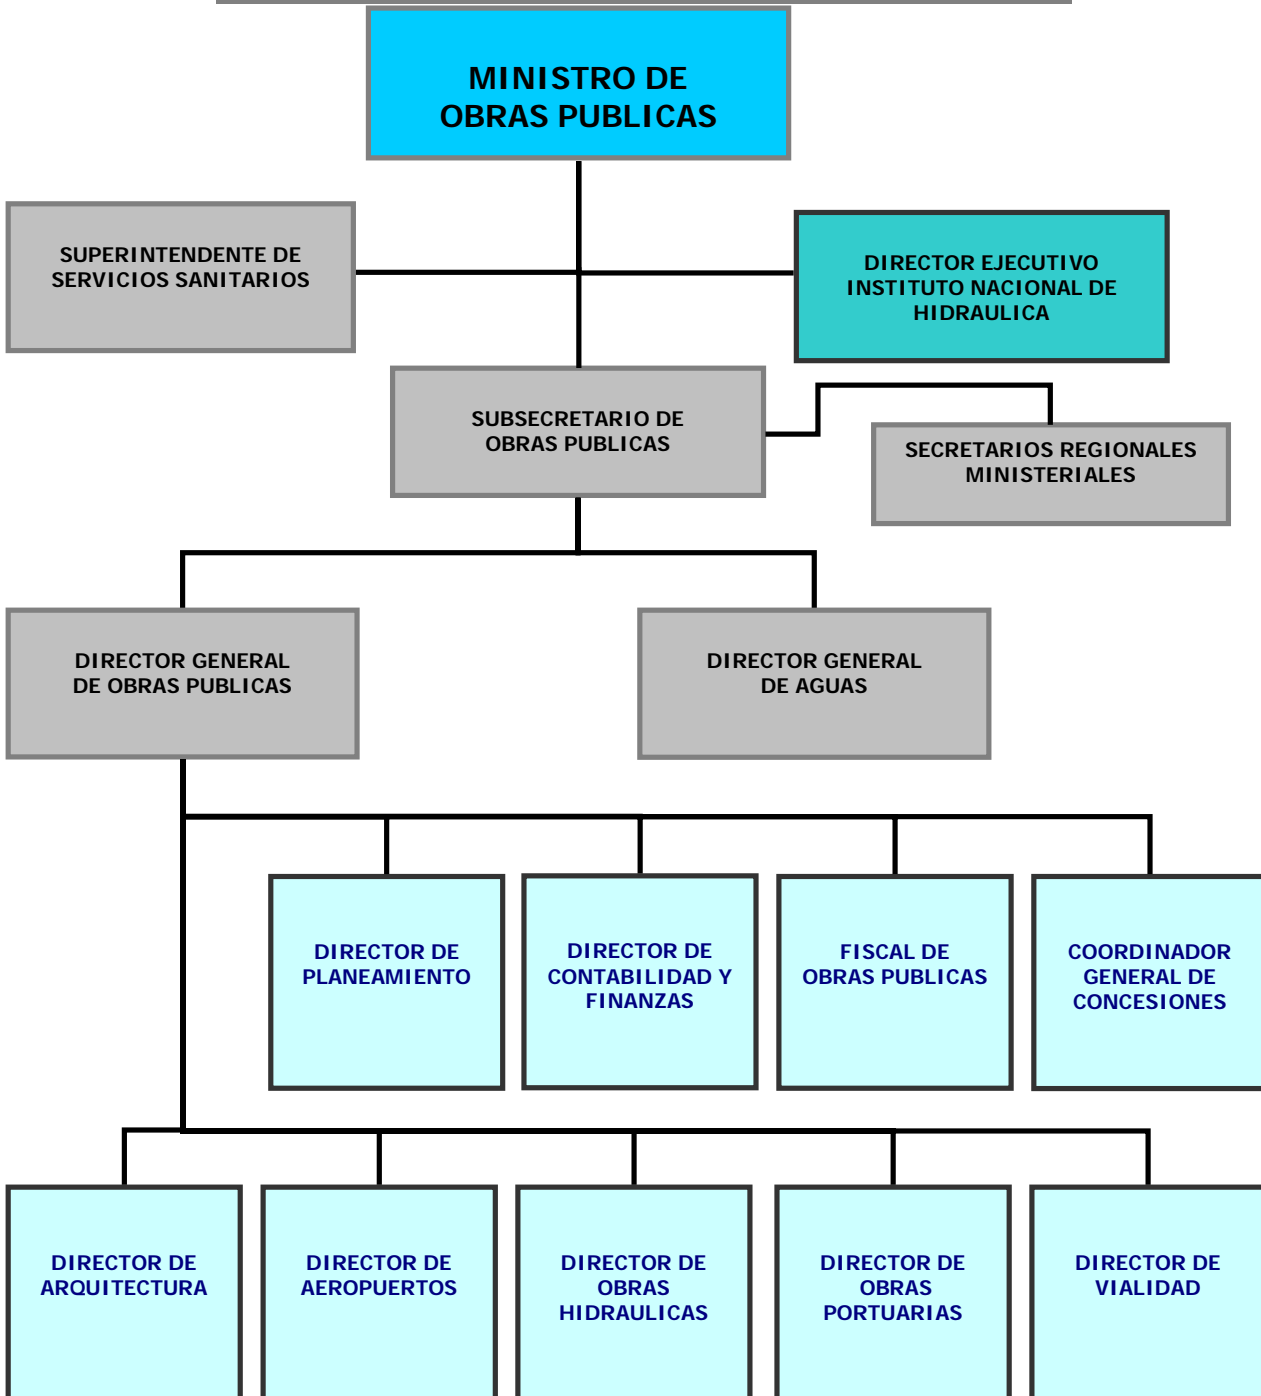 MINISTRO DE
OBRAS PUBLICAS
SUPERINTENDENTE DE
SERVICIOS SANITARIOS
DIRECTOR EJECUTIVO
INSTITUTO NACIONAL DE
HIDRAULICA
SUBSECRETARIO DE
OBRAS PUBLICAS
SECRETARIOS REGIONALES
MINISTERIALES
DIRECTOR GENERAL
DE OBRAS PUBLICAS
DIRECTOR GENERAL
DE AGUAS
DIRECTOR DE
PLANEAMIENTO
DIRECTOR DE
CONTABILIDAD Y
FINANZAS
FISCAL DE
OBRAS PUBLICAS
COORDINADOR
GENERAL DE
CONCESIONES
DIRECTOR DE
ARQUITECTURA
DIRECTOR DE
AEROPUERTOS
DIRECTOR DE
OBRAS
HIDRAULICAS
DIRECTOR DE
OBRAS
PORTUARIAS
DIRECTOR DE
VIALIDAD